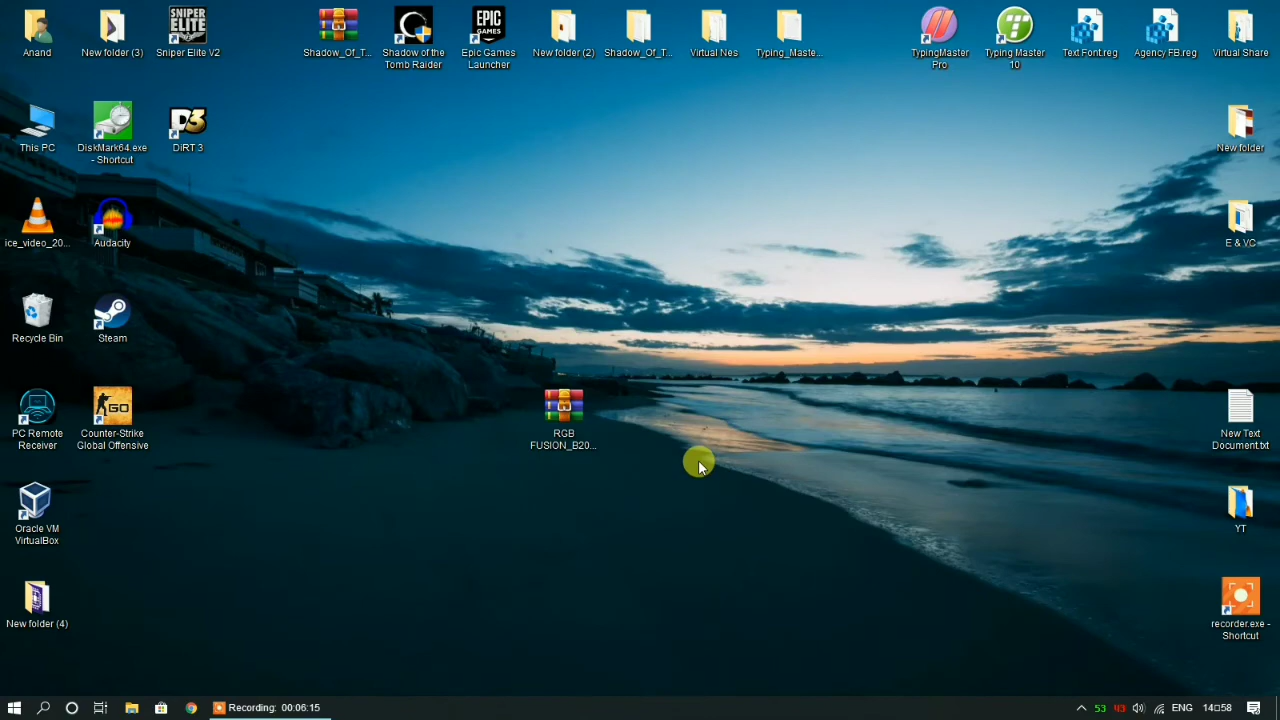 Anand
New folder (3)
Sniper Elite V2
Shadow_Of_T...
Shadow of the
Tomb Raider
Epic Games
Launcher
New folder (2)
Shadow_Of_T...
Virtual Nes
Typing_Maste...
TypingMaster
Pro
Typing Master
10
Text Font.reg
Agency FB.reg
Virtual Share
SNIPER
ELITE
EPIC
GAMES
This PC
DiskMark64.exe
- Shortcut
D3
DiRT 3
New folder
ice_video_20...
Audacity
E & VC
Recycle Bin
Steam
PC Remote
Receiver
GO
Counter-Strike
Global Offensive
RGB
FUSION_B20...
New Text
Document.txt
Oracle VM
VirtualBox
YT
New folder (4)
recorder.exe -
Shortcut
Recording: 00:06:15
53
43
ENG
14:58